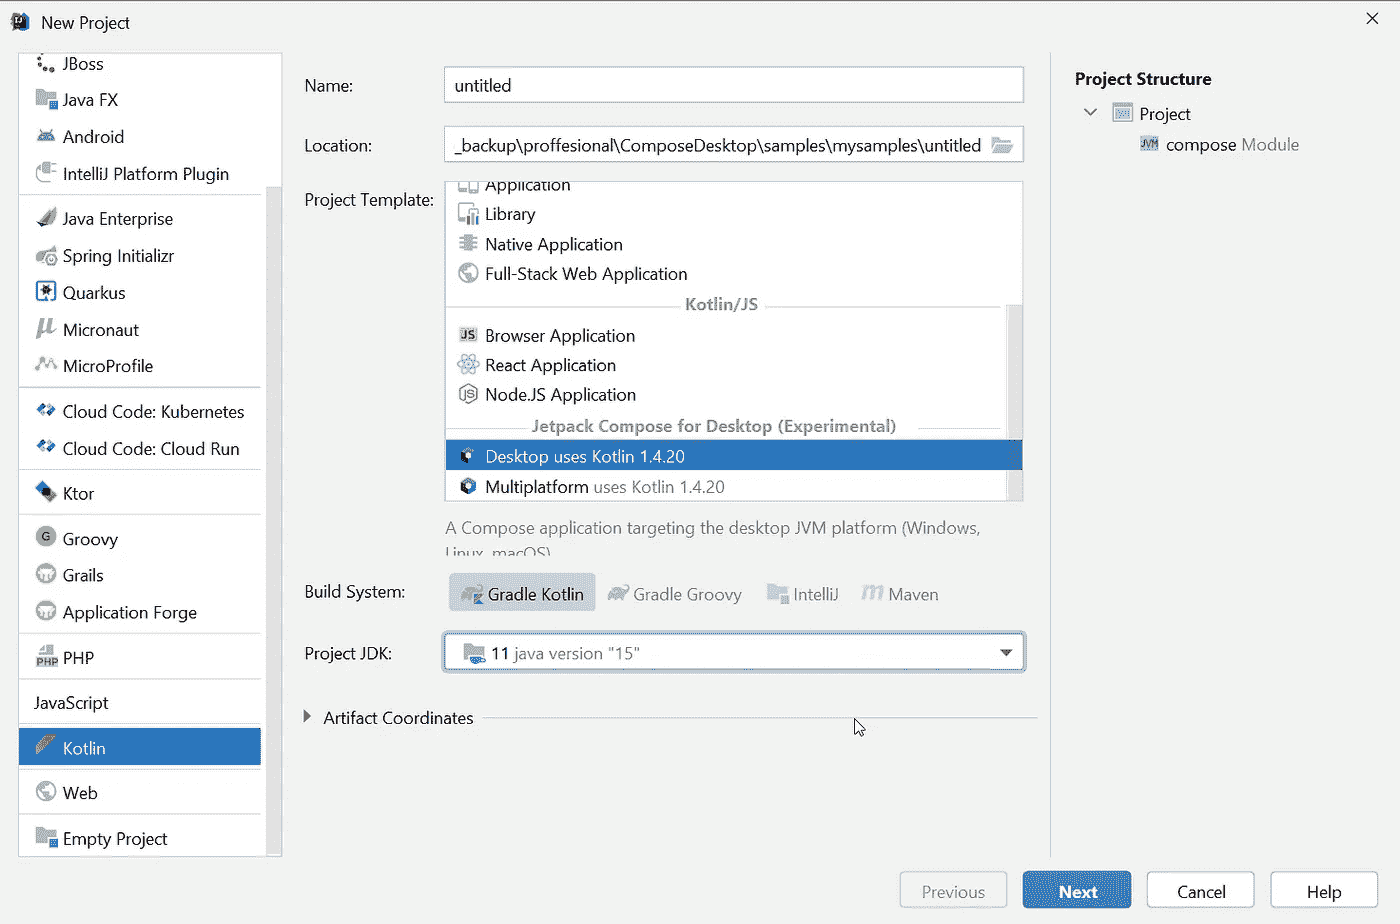 New Project
JBoss
Java FX
Android
IntelliJ Platform Plugin
Java Enterprise
Spring Initializr
Quarkus
Micronaut
MicroProfile
Cloud Code: Kubernetes
Cloud Code: Cloud Run
Ktor
Groovy
Grails
Application Forge
PHP
JavaScript
Kotlin
Web
Empty Project
Name:
untitled
Location:
_backup\proffesional\ComposeDesktop\samples\mysamples\untitled
Project Template:
Application
Library
Native Application
Full-Stack Web Application
Kotlin/JS
JS Browser Application
React Application
JS Node.JS Application
Jetpack Compose for Desktop (Experimental)
Desktop uses Kotlin 1.4.20
Multiplatform uses Kotlin 1.4.20
A Compose application targeting the desktop JVM platform (Windows,
Linux, macOS)
Build System:
Gradle Kotlin
Gradle Groovy
IntelliJ
Maven
Project JDK:
11 java version "15"
Artifact Coordinates
Project Structure
Project
compose Module
Previous
Next
Cancel
Help